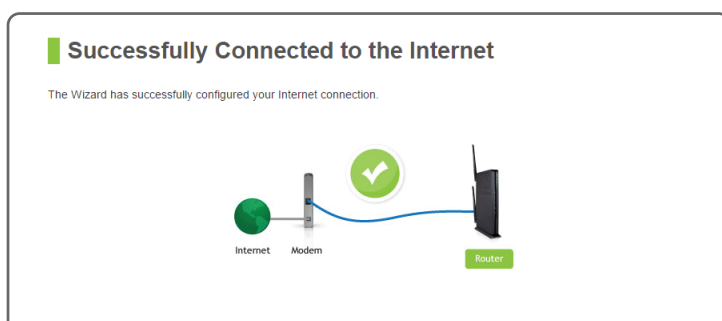 Successfully Connected to the Internet
The Wizard has successfully configured your Internet connection.
Internet Modem
Router